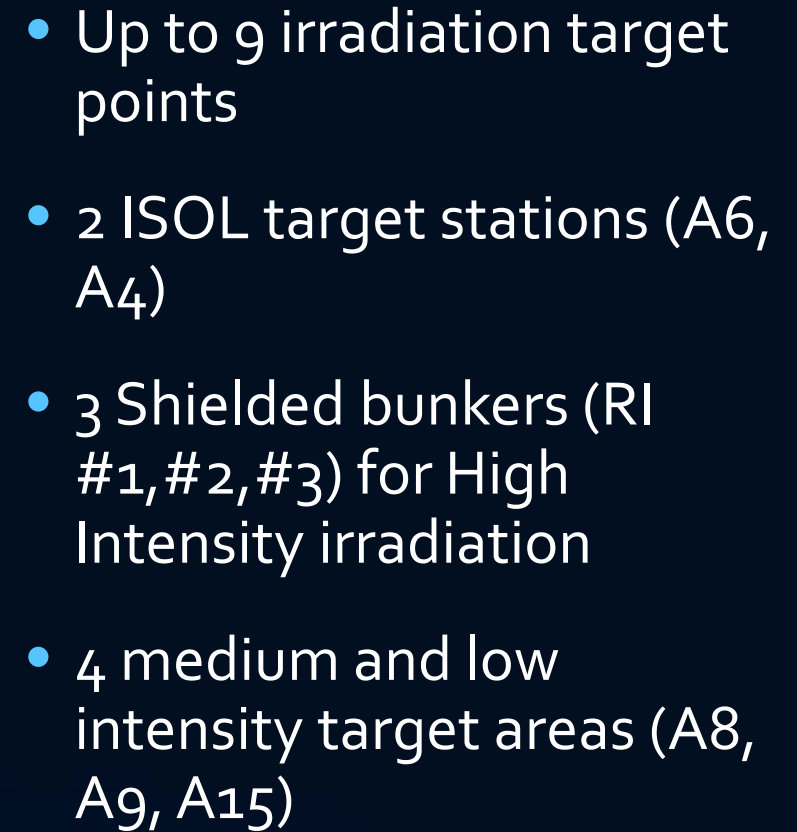 • Up to 9 irradiation target
points
• 2 ISOL target stations (A6,
A4)
• 3 Shielded bunkers (RI
#1,#2,#3) for High
Intensity irradiation
• 4 medium and low
intensity target areas (A8,
A9, A15)